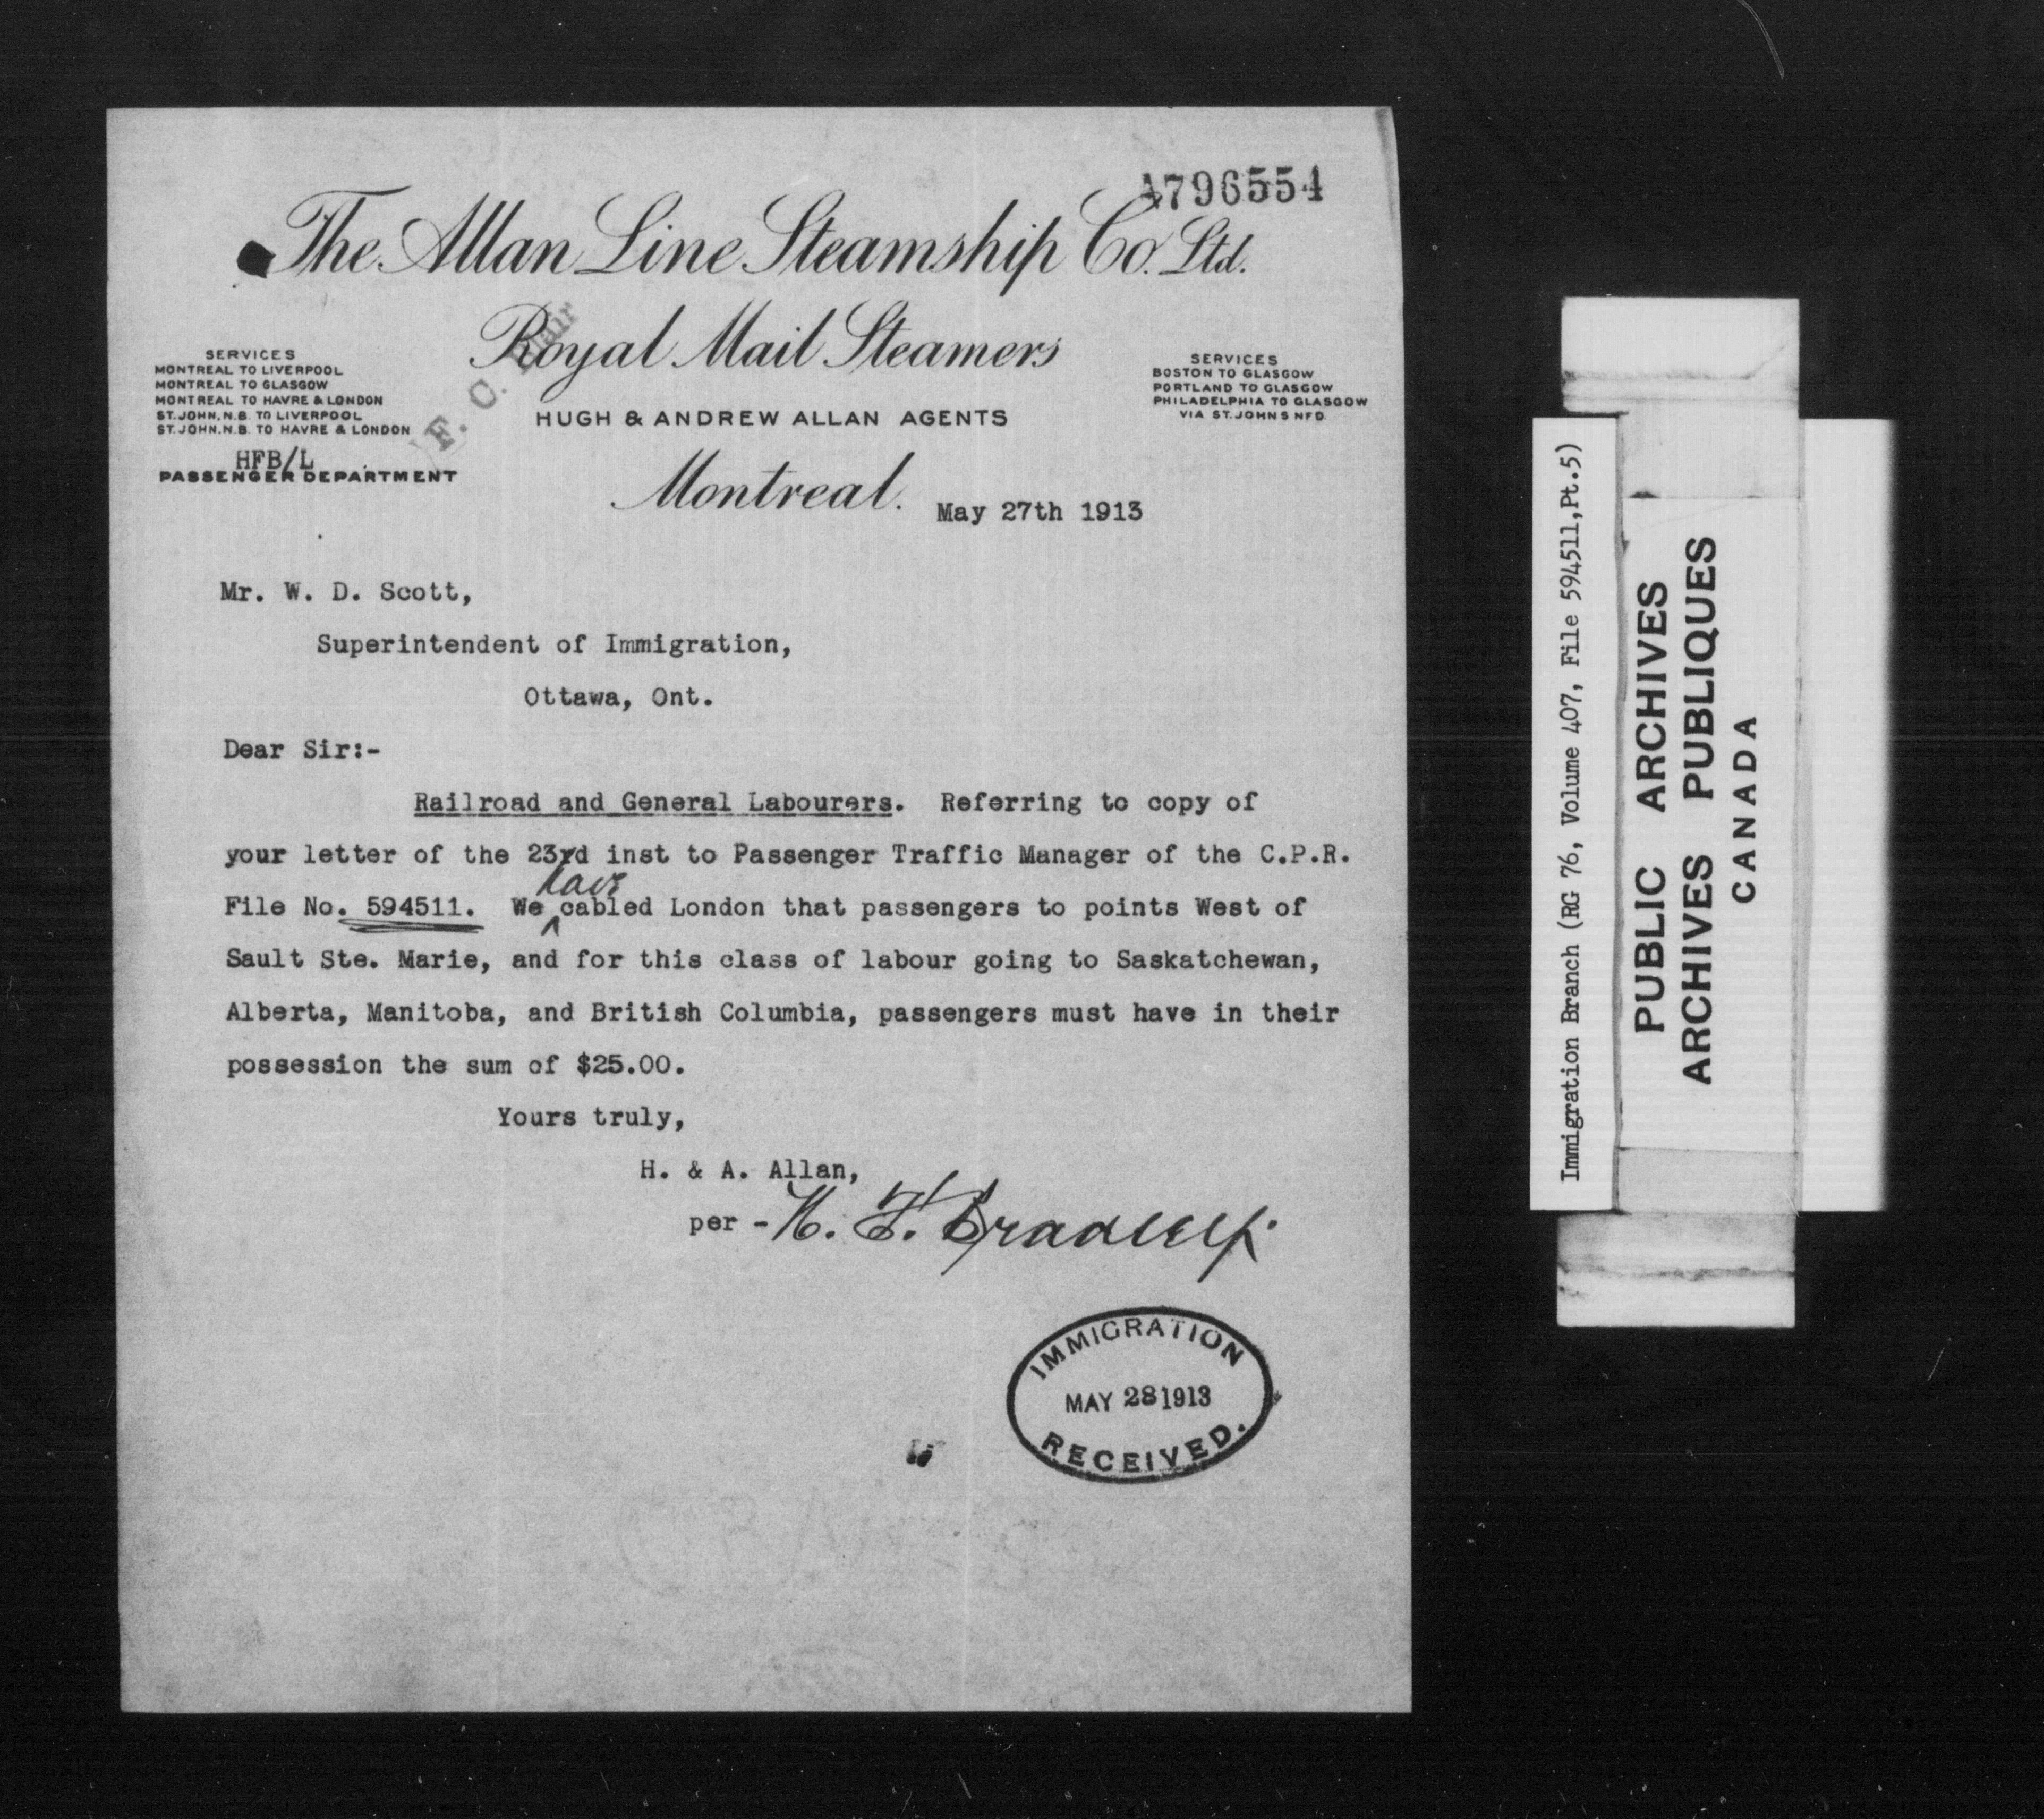 A796554
The Allan Line Steamship Co. Ltd.
Royal Mail Steamers
F. C. Blair
SERVICES
MONTREAL TO LIVERPOOL
MONTREAL TO GLASGOW
MONTREAL TO HAVRE & LONDON
ST. JOHN, N.B. TO LIVERPOOL
ST. JOHN, N.B. TO HAVRE & LONDON
HFB/L
PASSENGER DEPARTMENT
HUGH & ANDREW ALLAN AGENTS
SERVICES
BOSTON TO GLASGOW
PORTLAND TO GLASGOW
PHILADELPHIA TO GLASGOW
VIA ST. JOHNS NFD.
Montreal. May 27th 1913
Mr. W. D. Scott,
Superintendent of Immigration,
Ottawa, Ont.
Dear Sir:-
Railroad and General Labourers. Referring to copy of
your letter of the 23rd inst to Passenger Traffic Manager of the C.P.R.
File No. 594511. We have cabled London that passengers to points West of
Sault Ste. Marie, and for this class of labour going to Saskatchewan,
Alberta, Manitoba, and British Columbia, passengers must have in their
possession the sum of $25.00.
Yours truly,
H. & A. Allan,
per - H. F. Bradley.
IMMIGRATION
MAY 28 1913
RECEIVED.
Immigration Branch (RG 76, Volume 407, File 594511,Pt.5)
PUBLIC ARCHIVES
ARCHIVES PUBLIQUES
CANADA